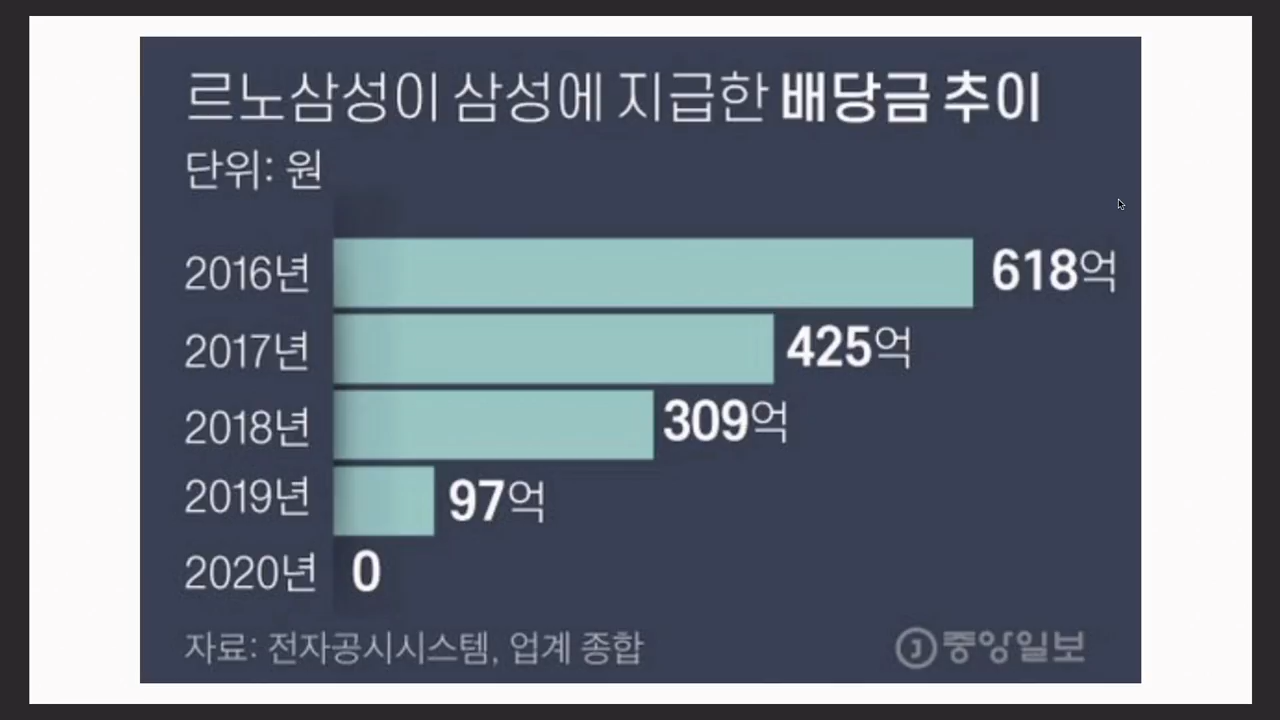 르노삼성이 삼성에 지급한 배당금 추이
단위: 원
2016년 618억
2017년 425억
2018년 309억
2019년 97억
2020년 0
자료: 전자공시시스템, 업계 종합
J 중앙일보